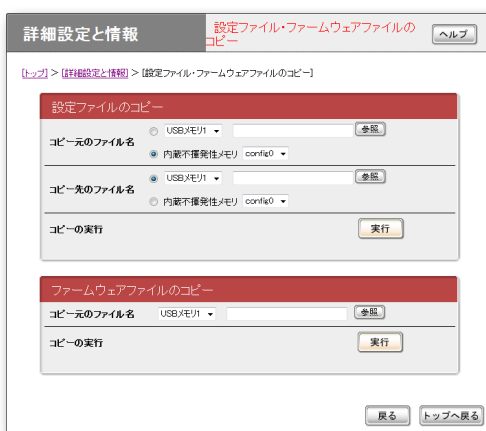 詳細設定と情報
設定ファイル・ファームウェアファイルの
コピー
ヘルプ
[トップ] > [詳細設定と情報] > [設定ファイル・ファームウェアファイルのコピー]
設定ファイルのコピー
コピー元のファイル名
USBメモリ1
参照
内蔵不揮発性メモリ config0
コピー先のファイル名
USBメモリ1
参照
内蔵不揮発性メモリ config0
コピーの実行
実行
ファームウェアファイルのコピー
コピー元のファイル名 USBメモリ1 参照
コピーの実行
実行
戻る トップへ戻る